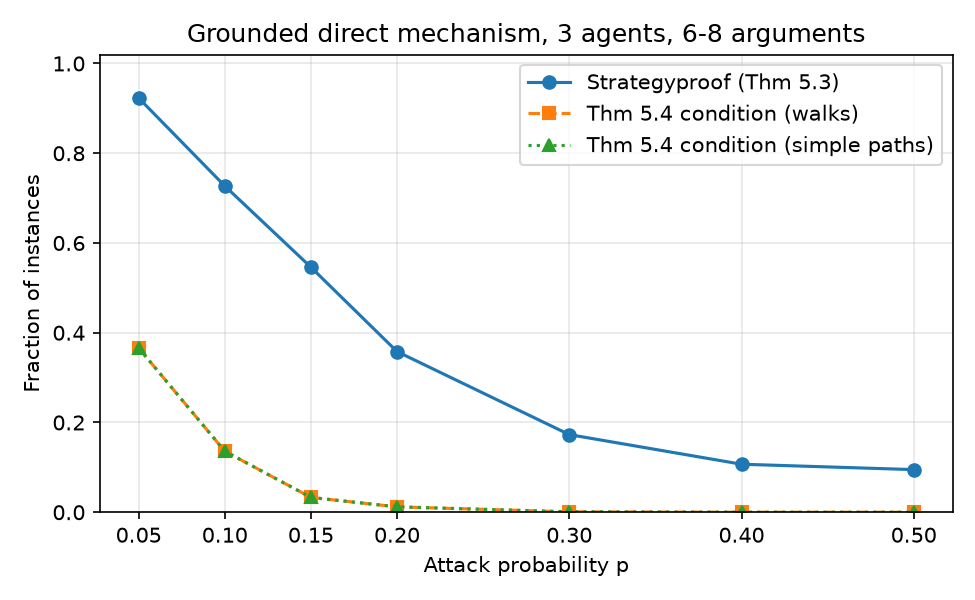 Grounded direct mechanism, 3 agents, 6-8 arguments
Strategyproof (Thm 5.3)
Thm 5.4 condition (walks)
Thm 5.4 condition (simple paths)
Fraction of instances
1.0
0.8
0.6
0.4
0.2
0.0
0.05
0.10
0.15
0.20
0.30
0.40
0.50
Attack probability p